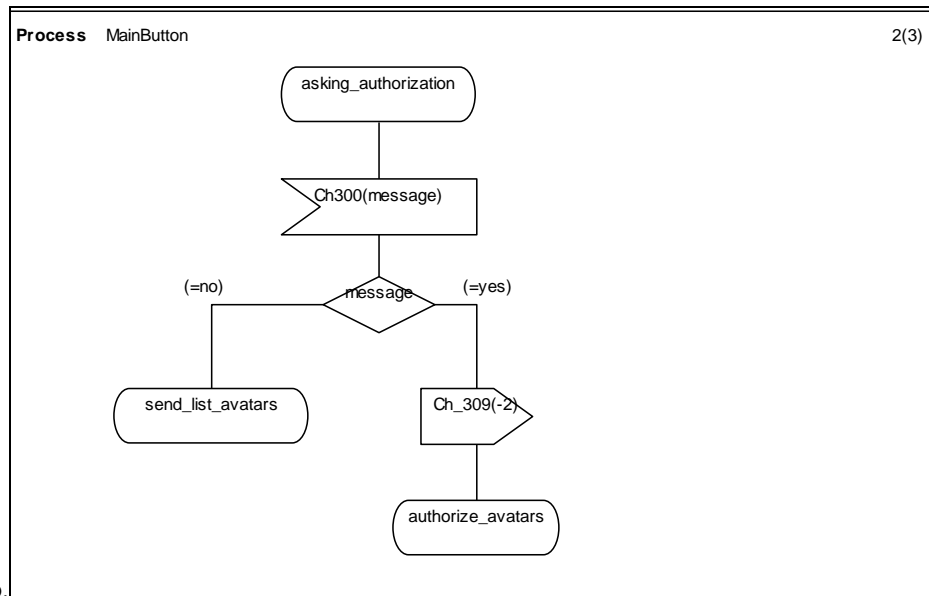 Process MainButton 2(3)
asking_authorization
Ch300(message)
(=no) message (=yes)
send_list_avatars Ch_309(-2)
authorize_avatars